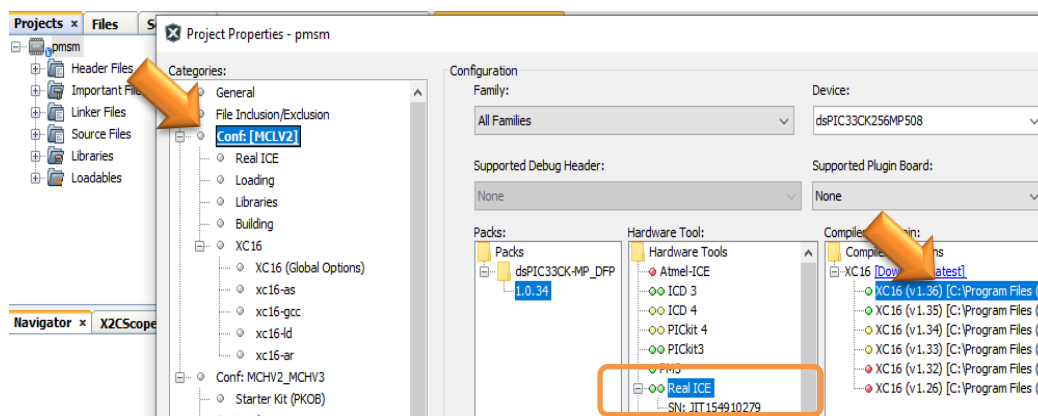 Projects × Files S
Project Properties - pmsm
pmsm
Header Files
Important File
Linker Files
Source Files
Libraries
Loadables
Navigator × X2CScope
Categories:
General
File Inclusion/Exclusion
Conf: [MCLV2]
Real ICE
Loading
Libraries
Building
XC16
XC16 (Global Options)
xc16-as
xc16-gcc
xc16-ld
xc16-ar
Conf: MCHV2_MCHV3
Starter Kit (PKOB)
Configuration
Family:
Device:
All Families
dsPIC33CK256MP508
Supported Debug Header:
Supported Plugin Board:
None
None
Packs:
Packs
dsPIC33CK-MP_DFP
1.0.34
Hardware Tool:
Hardware Tools
Atmel-ICE
ICD 3
ICD 4
PICkit 4
PICkit3
PM3
Real ICE
SN: JIT154910279
XC16
XC16 (v1.36) [C:\Program Files (
XC16 (v1.35) [C:\Program Files (
XC16 (v1.34) [C:\Program Files (
XC16 (v1.33) [C:\Program Files (
XC16 (v1.32) [C:\Program Files (
XC16 (v1.26) [C:\Program Files (